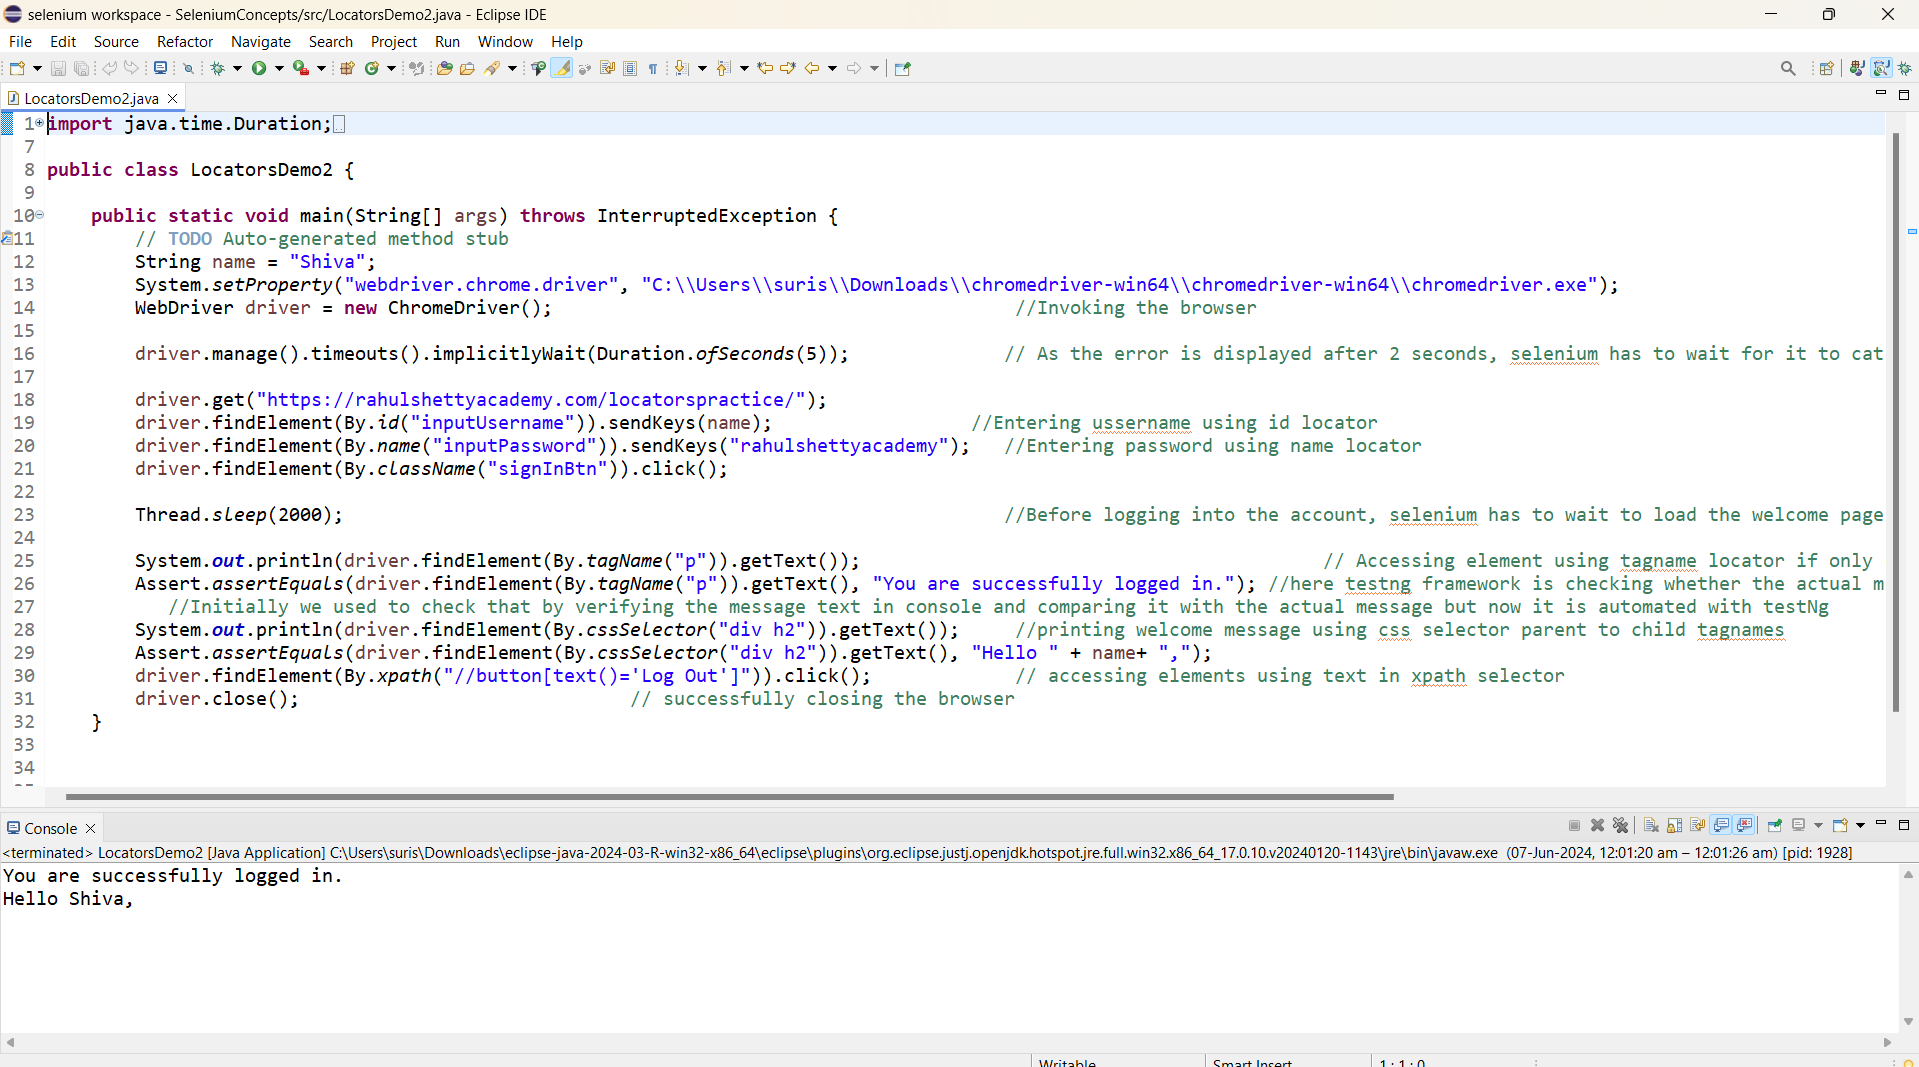 selenium workspace - SeleniumConcepts/src/LocatorsDemo2.java - Eclipse IDE
File Edit Source Refactor Navigate Search Project Run Window Help
LocatorsDemo2.java
1 import java.time.Duration;
7
8 public class LocatorsDemo2 {
9
10 public static void main(String[] args) throws InterruptedException {
11 // TODO Auto-generated method stub
12 String name = "Shiva";
13 System.setProperty("webdriver.chrome.driver", "C:\\Users\\suris\\Downloads\\chromedriver-win64\\chromedriver-win64\\chromedriver.exe");
14 WebDriver driver = new ChromeDriver(); //Invoking the browser
15
16 driver.manage().timeouts().implicitlyWait(Duration.ofSeconds(5)); // As the error is displayed after 2 seconds, selenium has to wait for it to cat
17
18 driver.get("https://rahulshettyacademy.com/locatorspractice/");
19 driver.findElement(By.id("inputUsername")).sendKeys(name); //Entering ussername using id locator
20 driver.findElement(By.name("inputPassword")).sendKeys("rahulshettyacademy"); //Entering password using name locator
21 driver.findElement(By.className("signInBtn")).click();
22
23 Thread.sleep(2000); //Before logging into the account, selenium has to wait to load the welcome page
24
25 System.out.println(driver.findElement(By.tagName("p")).getText()); // Accessing element using tagname locator if only
26 Assert.assertEquals(driver.findElement(By.tagName("p")).getText(), "You are successfully logged in."); //here testng framework is checking whether the actual m
27 //Initially we used to check that by verifying the message text in console and comparing it with the actual message but now it is automated with testNg
28 System.out.println(driver.findElement(By.cssSelector("div h2")).getText()); //printing welcome message using css selector parent to child tagnames
29 Assert.assertEquals(driver.findElement(By.cssSelector("div h2")).getText(), "Hello " + name+ ",");
30 driver.findElement(By.xpath("//button[text()='Log Out']")).click(); // accessing elements using text in xpath selector
31 driver.close(); // successfully closing the browser
32 }
33
34
Console
<terminated> LocatorsDemo2 [Java Application] C:\Users\suris\Downloads\eclipse-java-2024-03-R-win32-x86_64\eclipse\plugins\org.eclipse.justj.openjdk.hotspot.jre.full.win32.x86_64_17.0.10.v20240120-1143\jre\bin\javaw.exe (07-Jun-2024, 12:01:20 am – 12:01:26 am) [pid: 1928]
You are successfully logged in.
Hello Shiva,
Writable Smart Insert 1 : 1 : 0